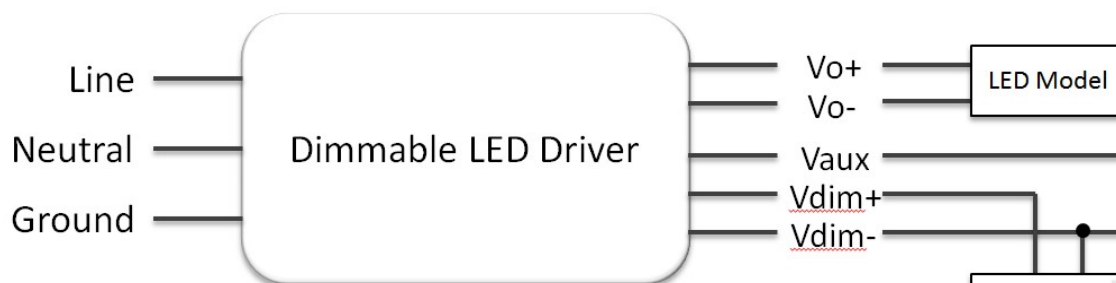 Line
Neutral
Ground
Dimmable LED Driver
Vo+
Vo-
Vaux
Vdim+
Vdim-
LED Model